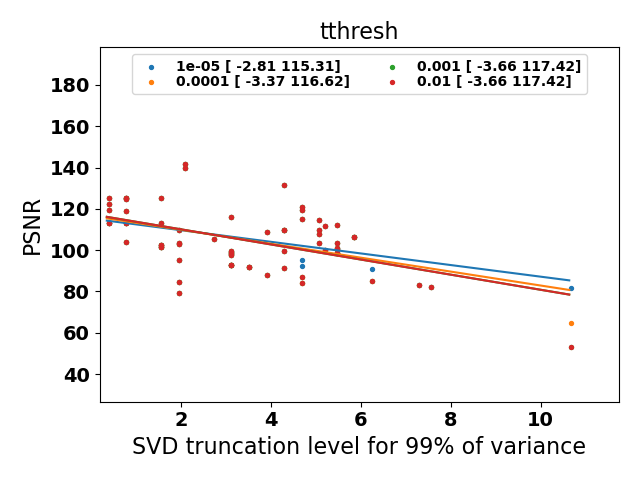 tthresh
1e-05 [ -2.81 115.31]
0.0001 [ -3.37 116.62]
0.001 [ -3.66 117.42]
0.01 [ -3.66 117.42]
PSNR
180
160
140
120
100
80
60
40
2 4 6 8 10
SVD truncation level for 99% of variance